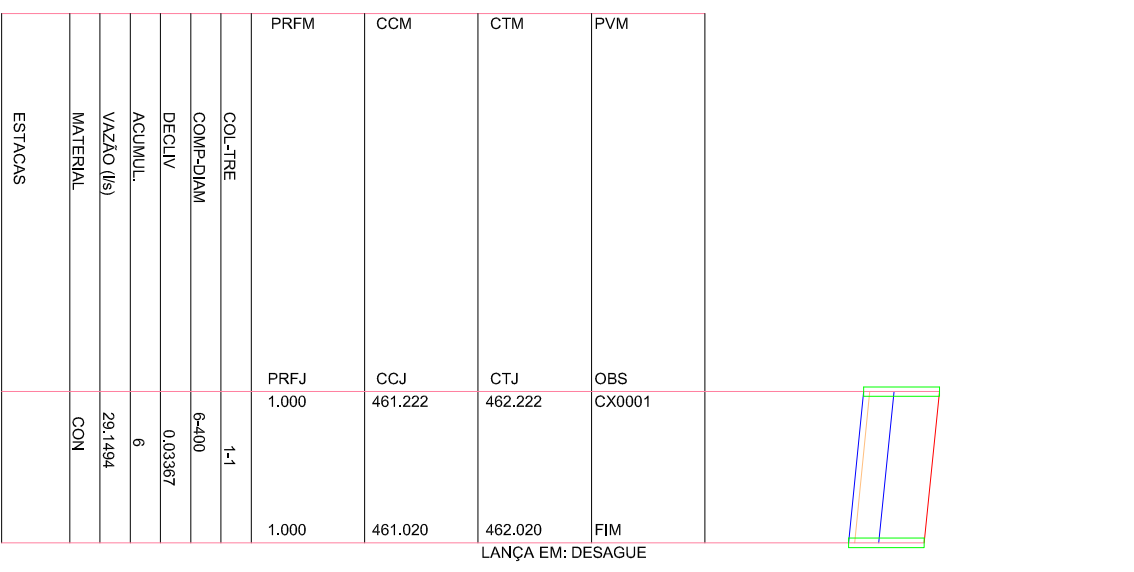 PRFM CCM CTM PVM
ESTACAS
MATERIAL
VAZÃO (l/s)
ACUMUL.
DECLIV
COMP-DIAM
COL-TRE
PRFJ CCJ CTJ OBS
1.000 461.222 462.222 CX0001
CON
29.1494
6
0.03367
6-400
1-1
1.000 461.020 462.020 FIM
LANÇA EM: DESAGUE